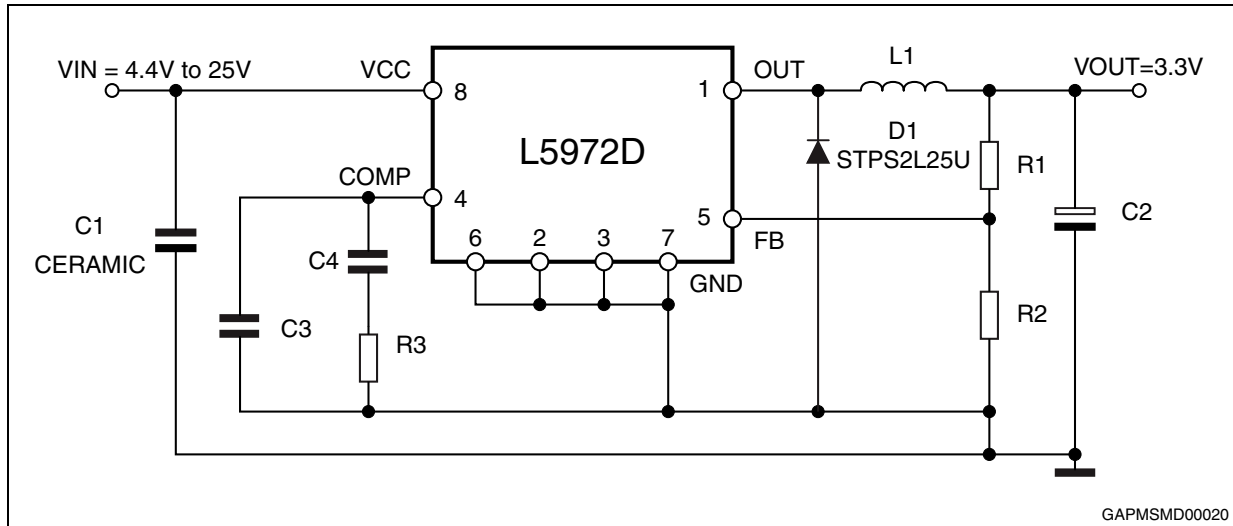 VIN = 4.4V to 25V
VCC
8
1
OUT
L1
VOUT=3.3V
L5972D
D1
STPS2L25U
R1
COMP
4
5
FB
C2
C1
CERAMIC
C4
6
2
3
7
GND
C3
R3
R2
GAPMSMD00020